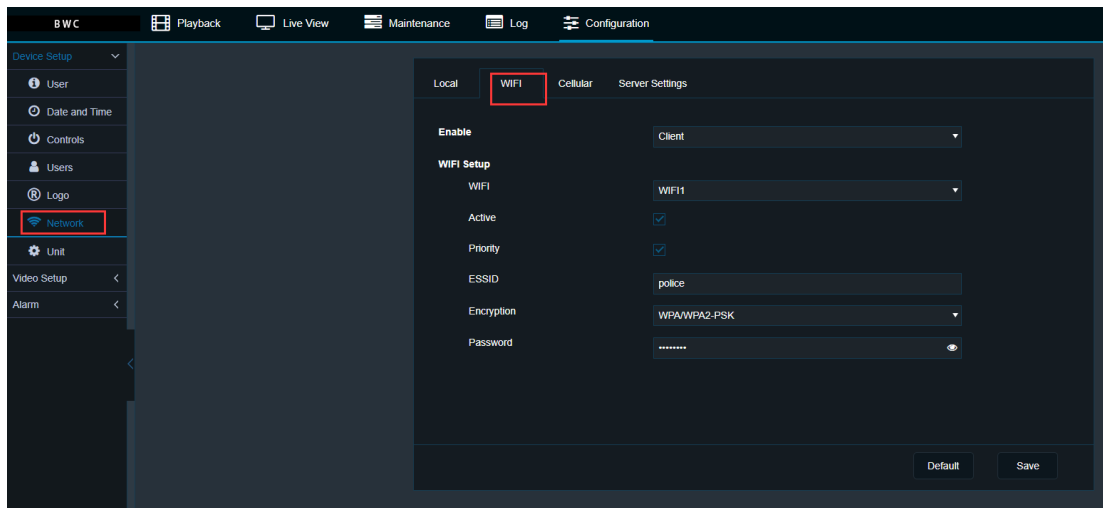 BWC
Playback
Live View
Maintenance
Log
Configuration
Device Setup
User
Date and Time
Controls
Users
Logo
Network
Unit
Video Setup
Alarm
Local
WIFI
Cellular
Server Settings
Enable
Client
WIFI Setup
WIFI
WIFI1
Active
Priority
ESSID
police
Encryption
WPA/WPA2-PSK
Password
••••••••
Default
Save